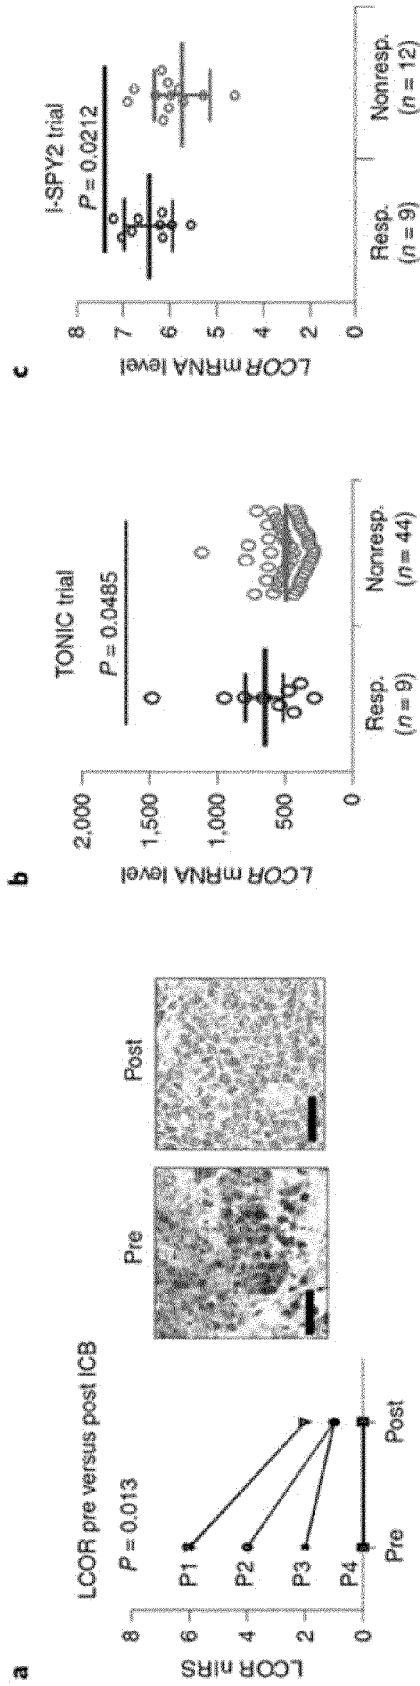 a
LCOR pre versus post ICB
P = 0.013
8
6
4
2
0
LCOR nIRS
P1
P2
P3
P4
Pre
Post
Pre
Post
b
TONIC trial
P = 0.0485
2,000
1,500
1,000
500
0
LCOR mRNA level
Resp.
(n = 9)
Nonresp.
(n = 44)
c
I-SPY2 trial
P = 0.0212
8
7
6
5
4
2
0
LCOR mRNA level
Resp.
(n = 9)
Nonresp.
(n = 12)